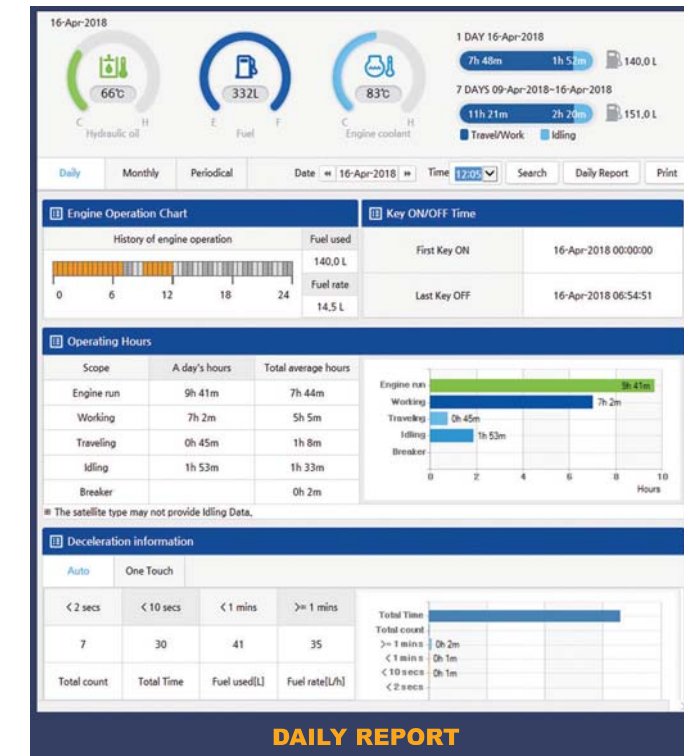 16-Apr-2018
66℃
C H
Hydraulic oil
332L
E F
Fuel
83℃
C H
Engine coolant
1 DAY 16-Apr-2018
7h 48m 1h 52m 140,0 L
7 DAYS 09-Apr-2018~16-Apr-2018
11h 21m 2h 20m 151,0 L
Travel/Work Idling
Daily Monthly Periodical Date 16-Apr-2018 Time 12:05 Search Daily Report Print
Engine Operation Chart
History of engine operation Fuel used
140,0 L
Fuel rate
14,5 L
0 6 12 18 24
Key ON/OFF Time
First Key ON 16-Apr-2018 00:00:00
Last Key OFF 16-Apr-2018 06:54:51
Operating Hours
Scope A day's hours Total average hours
Engine run 9h 41m 7h 44m
Working 7h 2m 5h 5m
Traveling 0h 45m 1h 8m
Idling 1h 53m 1h 33m
Breaker 0h 2m
Engine run 9h 41m
Working 7h 2m
Traveling 0h 45m
Idling 1h 53m
Breaker
0 2 4 6 8 10
Hours
※ The satellite type may not provide Idling Data,
Deceleration information
Auto One Touch
< 2 secs < 10 secs < 1 mins >= 1 mins
7 30 41 35
Total count Total Time Fuel used[L] Fuel rate[L/h]
Total Time
Total count
>= 1 mins 0h 2m
< 1 mins 0h 1m
< 10 secs 0h 1m
< 2 secs
DAILY REPORT